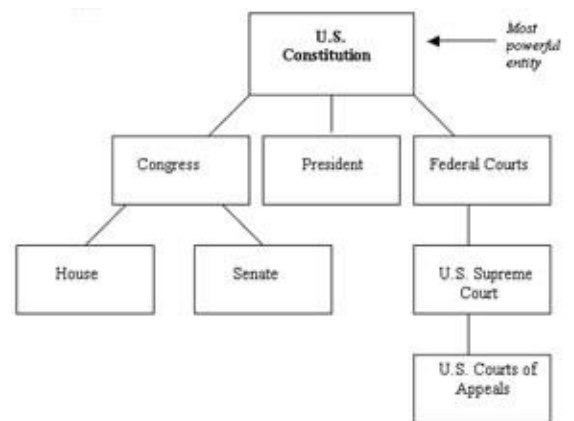 U.S.
Constitution
Most
powerful
entity
Congress
President
Federal Courts
House
Senate
U.S. Supreme
Court
U.S. Courts of
Appeals